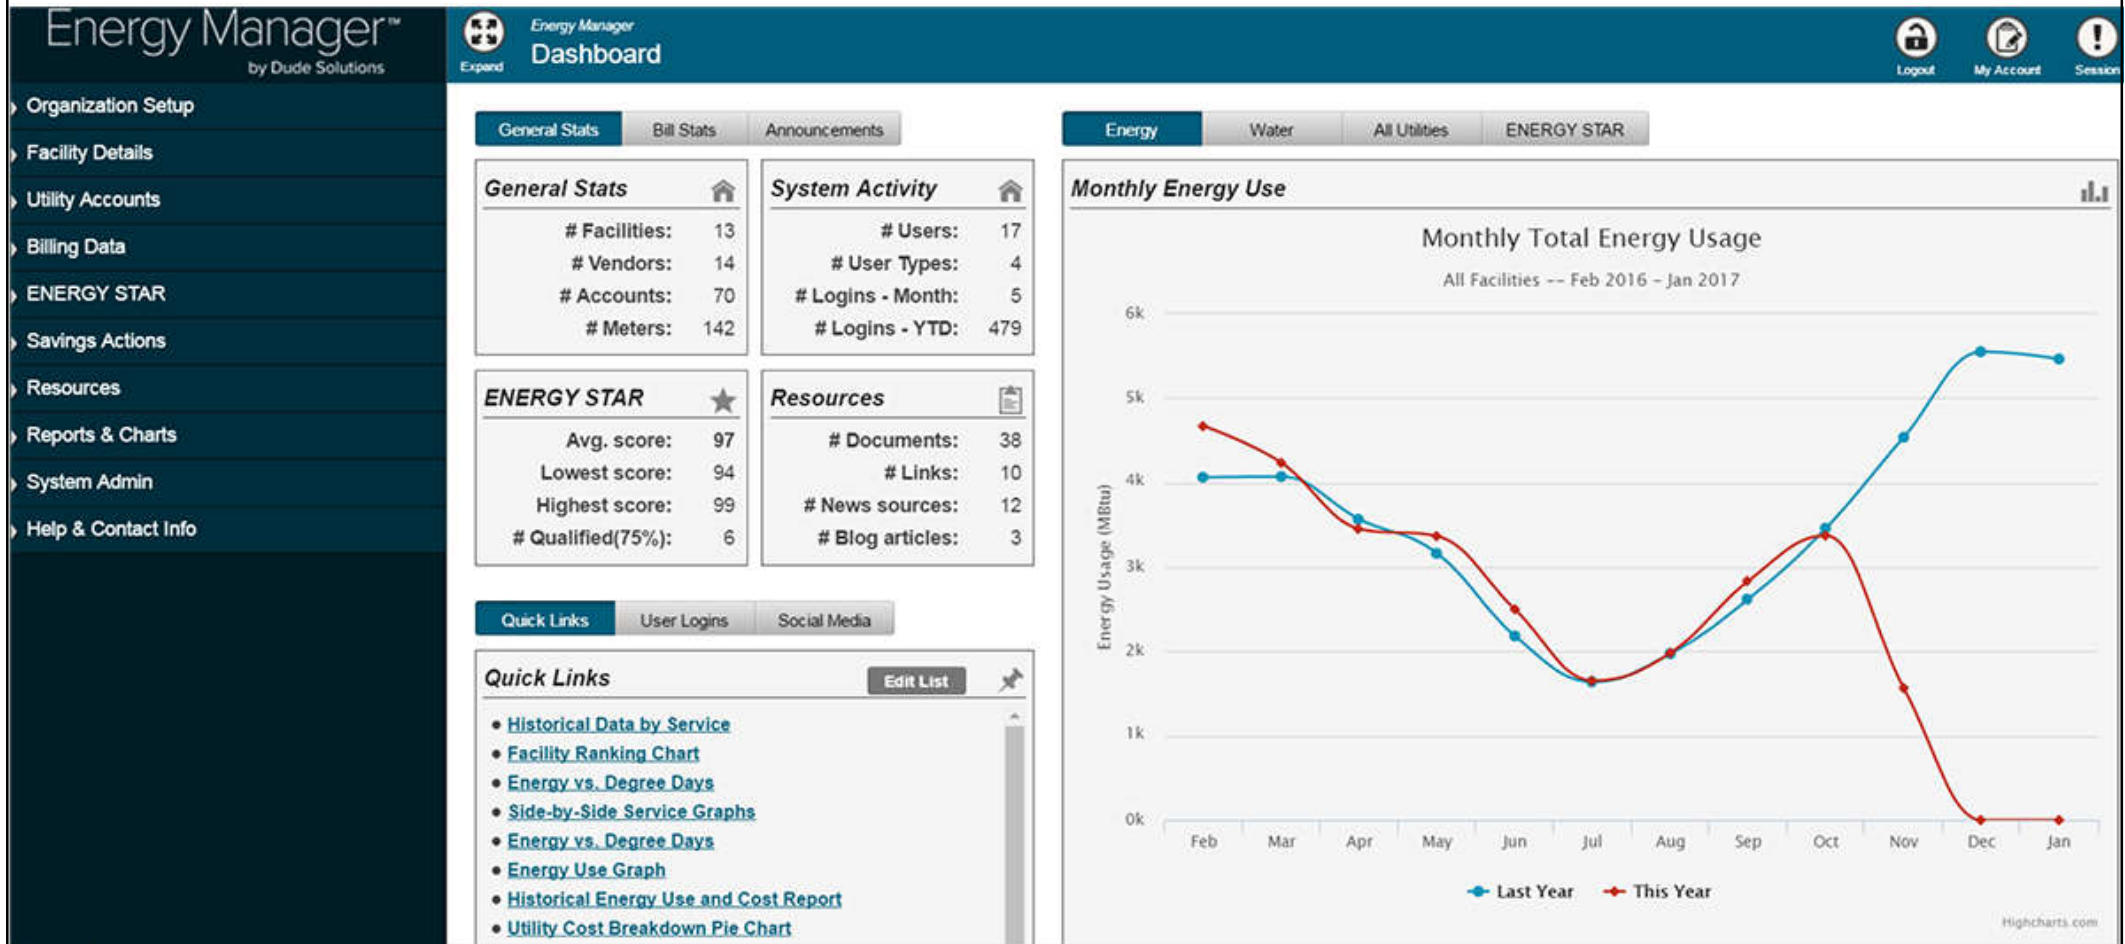 Energy Manager™
by Dude Solutions
Organization Setup
Facility Details
Utility Accounts
Billing Data
ENERGY STAR
Savings Actions
Resources
Reports & Charts
System Admin
Help & Contact Info
Expand
Energy Manager
Dashboard
Logout
My Account
Session
General Stats
Bill Stats
Announcements
General Stats
# Facilities: 13
# Vendors: 14
# Accounts: 70
# Meters: 142
System Activity
# Users: 17
# User Types: 4
# Logins - Month: 5
# Logins - YTD: 479
ENERGY STAR
Avg. score: 97
Lowest score: 94
Highest score: 99
# Qualified(75%): 6
Resources
# Documents: 38
# Links: 10
# News sources: 12
# Blog articles: 3
Quick Links
User Logins
Social Media
Quick Links
Edit List
• Historical Data by Service
• Facility Ranking Chart
• Energy vs. Degree Days
• Side-by-Side Service Graphs
• Energy vs. Degree Days
• Energy Use Graph
• Historical Energy Use and Cost Report
• Utility Cost Breakdown Pie Chart
Energy
Water
All Utilities
ENERGY STAR
Monthly Energy Use
Monthly Total Energy Usage
All Facilities -- Feb 2016 - Jan 2017
Energy Usage (MBtu)
6k
5k
4k
3k
2k
1k
0k
Feb Mar Apr May Jun Jul Aug Sep Oct Nov Dec Jan
Last Year This Year
Highcharts.com